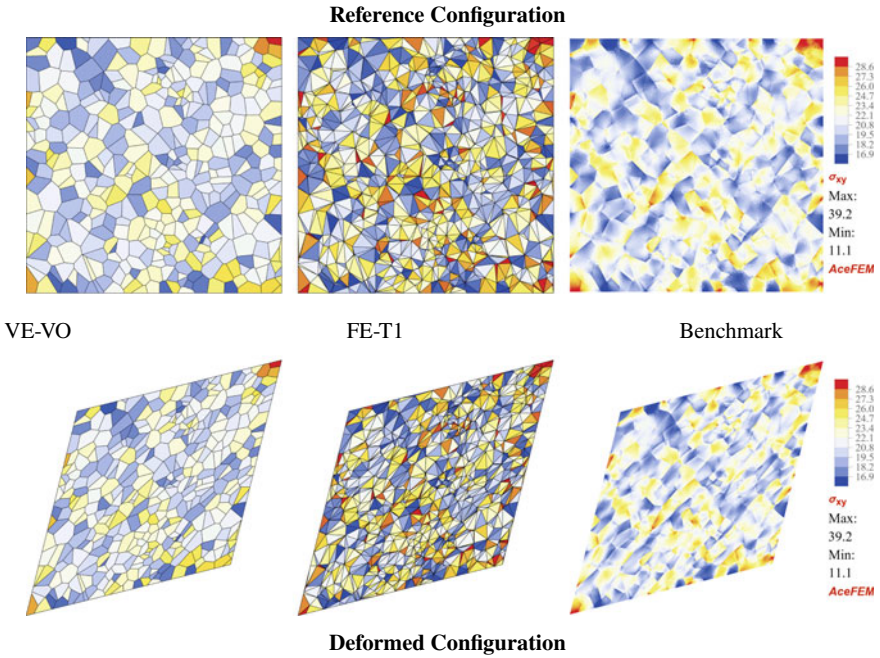 Reference Configuration
28.6
27.3
26.0
24.7
23.4
22.1
20.8
19.5
18.2
16.9
σxy
Max:
39.2
Min:
11.1
AceFEM
VE-VO
FE-T1
Benchmark
28.6
27.3
26.0
24.7
23.4
22.1
20.8
19.5
18.2
16.9
σxy
Max:
39.2
Min:
11.1
AceFEM
Deformed Configuration